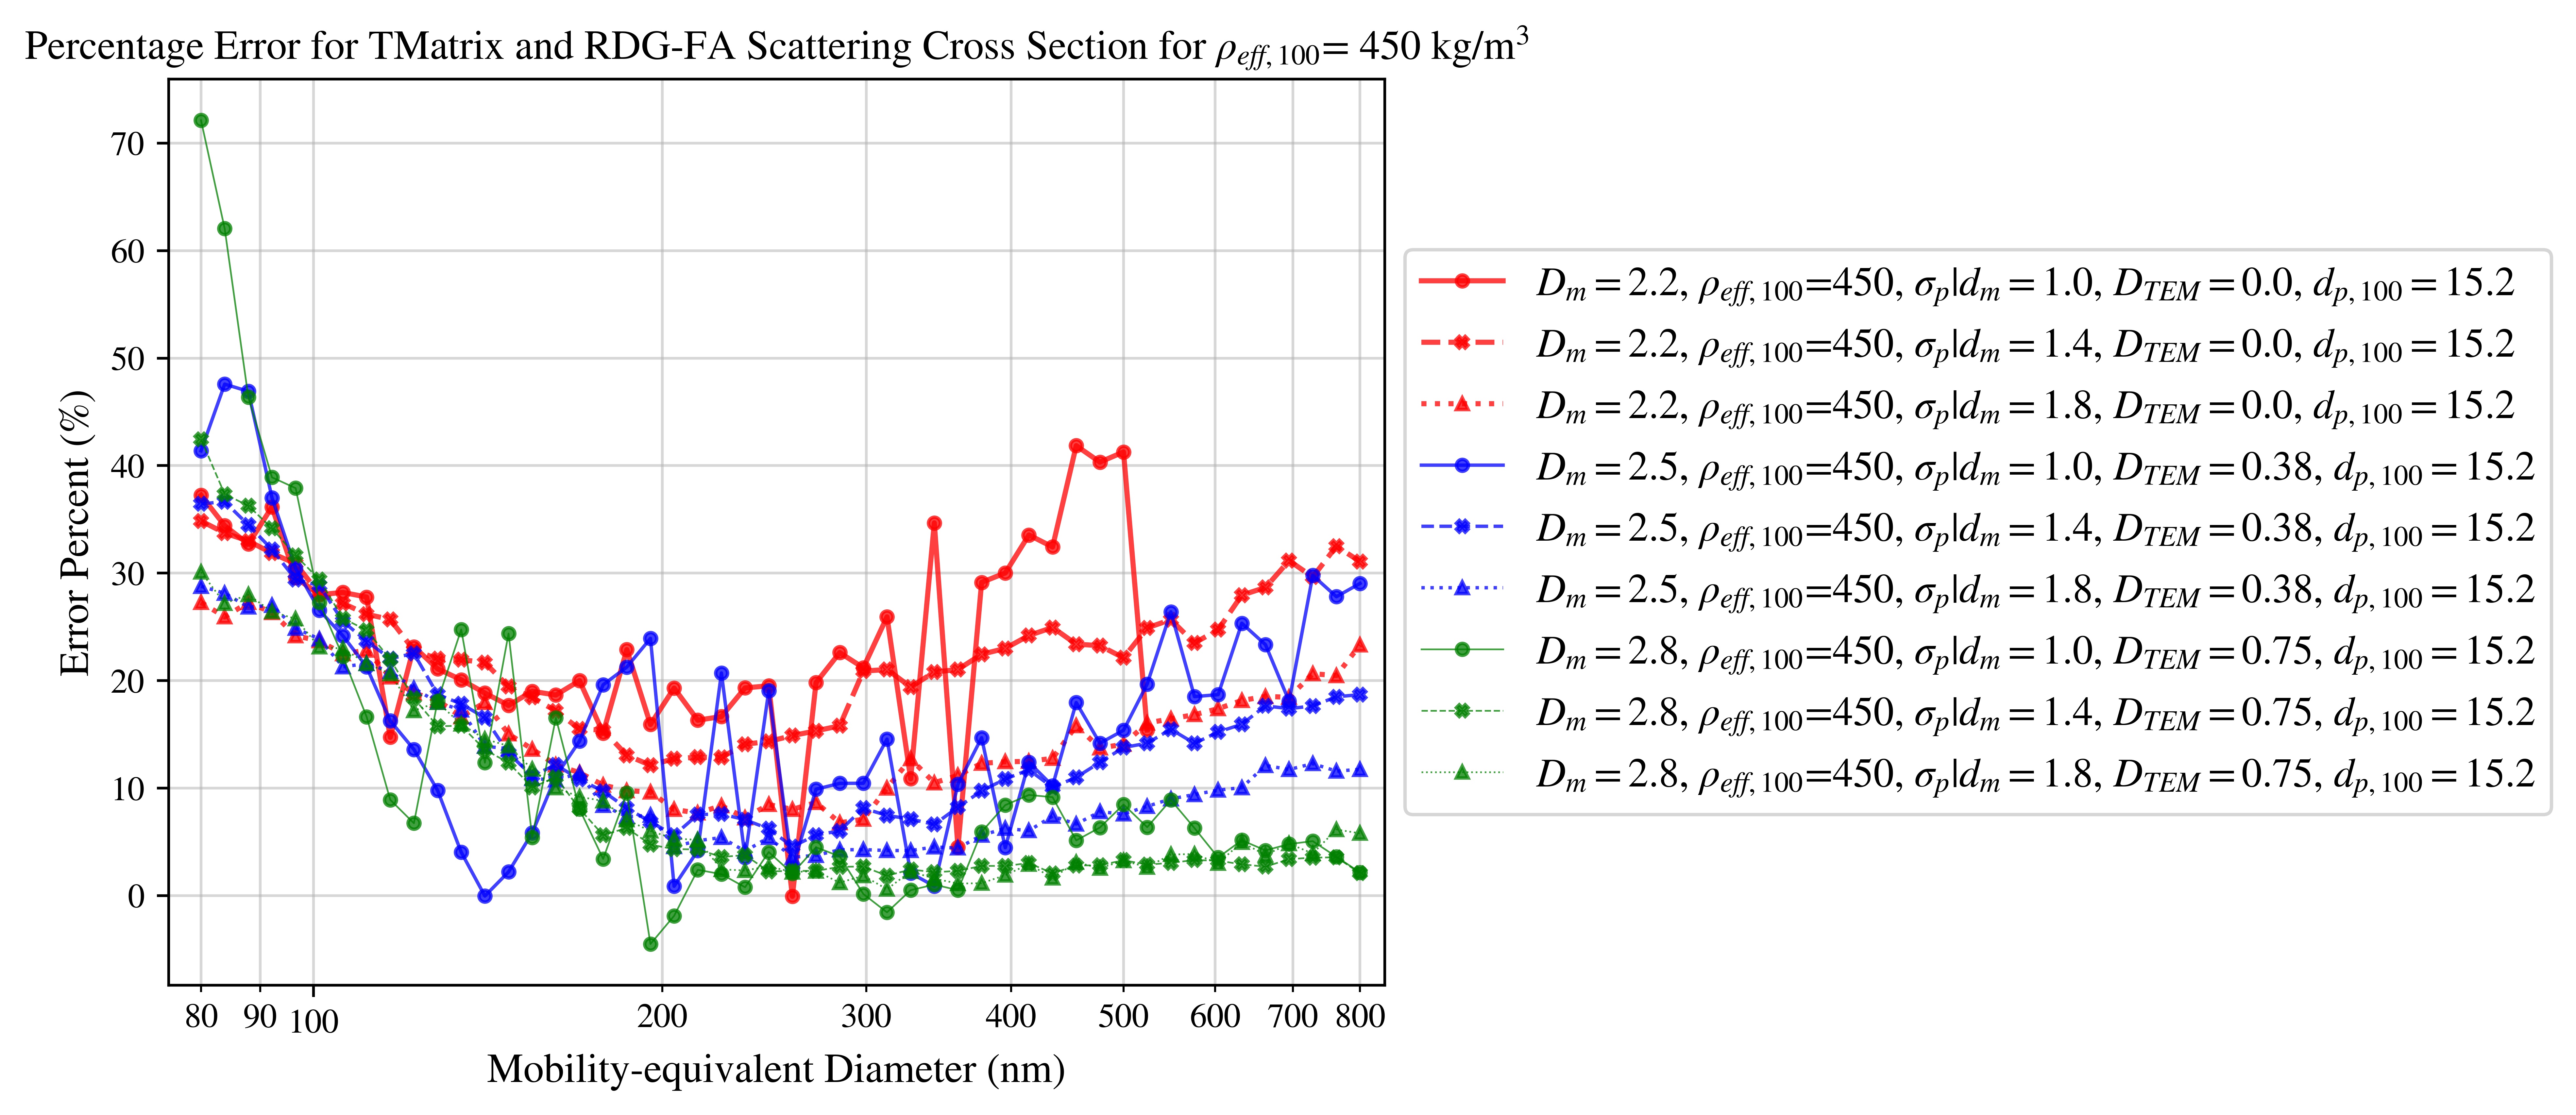 Percentage Error for TMatrix and RDG-FA Scattering Cross Section for ρeff,100= 450 kg/m³
Error Percent (%)
70
60
50
40
30
20
10
0
80 90 100 200 300 400 500 600 700 800
Mobility-equivalent Diameter (nm)
Dm = 2.2, ρeff,100=450, σp|dm = 1.0, DTEM = 0.0, dp,100 = 15.2
Dm = 2.2, ρeff,100=450, σp|dm = 1.4, DTEM = 0.0, dp,100 = 15.2
Dm = 2.2, ρeff,100=450, σp|dm = 1.8, DTEM = 0.0, dp,100 = 15.2
Dm = 2.5, ρeff,100=450, σp|dm = 1.0, DTEM = 0.38, dp,100 = 15.2
Dm = 2.5, ρeff,100=450, σp|dm = 1.4, DTEM = 0.38, dp,100 = 15.2
Dm = 2.5, ρeff,100=450, σp|dm = 1.8, DTEM = 0.38, dp,100 = 15.2
Dm = 2.8, ρeff,100=450, σp|dm = 1.0, DTEM = 0.75, dp,100 = 15.2
Dm = 2.8, ρeff,100=450, σp|dm = 1.4, DTEM = 0.75, dp,100 = 15.2
Dm = 2.8, ρeff,100=450, σp|dm = 1.8, DTEM = 0.75, dp,100 = 15.2